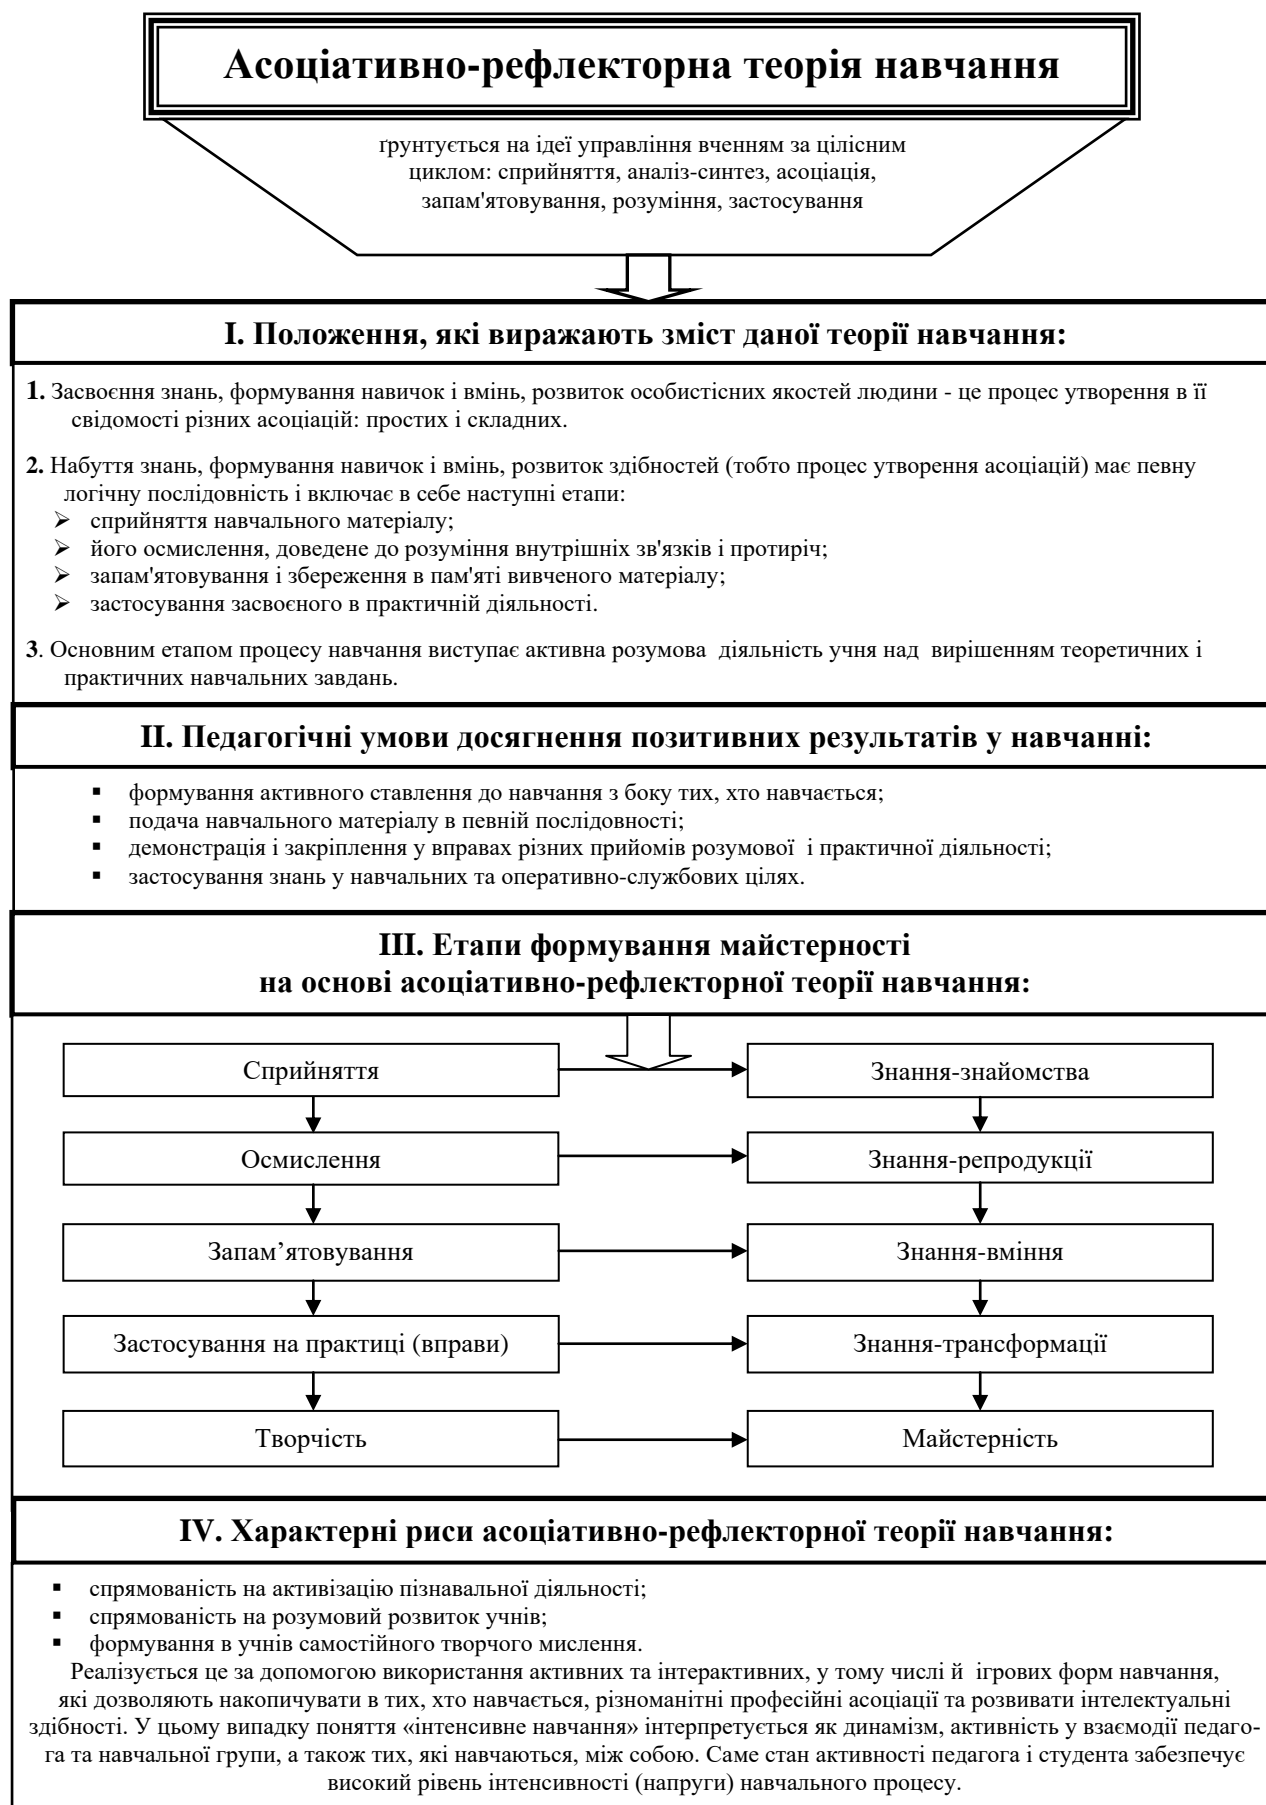 Асоціативно-рефлекторна теорія навчання
ґрунтується на ідеї управління вченням за цілісним
циклом: сприйняття, аналіз-синтез, асоціація,
запам'ятовування, розуміння, застосування
І. Положення, які виражають зміст даної теорії навчання:
1. Засвоєння знань, формування навичок і вмінь, розвиток особистісних якостей людини - це процес утворення в її
свідомості різних асоціацій: простих і складних.
2. Набуття знань, формування навичок і вмінь, розвиток здібностей (тобто процес утворення асоціацій) має певну
логічну послідовність і включає в себе наступні етапи:
➢ сприйняття навчального матеріалу;
➢ його осмислення, доведене до розуміння внутрішніх зв'язків і протиріч;
➢ запам'ятовування і збереження в пам'яті вивченого матеріалу;
➢ застосування засвоєного в практичній діяльності.
3. Основним етапом процесу навчання виступає активна розумова діяльність учня над вирішенням теоретичних і
практичних навчальних завдань.
ІІ. Педагогічні умови досягнення позитивних результатів у навчанні:
▪ формування активного ставлення до навчання з боку тих, хто навчається;
▪ подача навчального матеріалу в певній послідовності;
▪ демонстрація і закріплення у вправах різних прийомів розумової і практичної діяльності;
▪ застосування знань у навчальних та оперативно-службових цілях.
ІІІ. Етапи формування майстерності
на основі асоціативно-рефлекторної теорії навчання:
Сприйняття
Знання-знайомства
Осмислення
Знання-репродукції
Запам’ятовування
Знання-вміння
Застосування на практиці (вправи)
Знання-трансформації
Творчість
Майстерність
ІV. Характерні риси асоціативно-рефлекторної теорії навчання:
▪ спрямованість на активізацію пізнавальної діяльності;
▪ спрямованість на розумовий розвиток учнів;
▪ формування в учнів самостійного творчого мислення.
Реалізується це за допомогою використання активних та інтерактивних, у тому числі й ігрових форм навчання,
які дозволяють накопичувати в тих, хто навчається, різноманітні професійні асоціації та розвивати інтелектуальні
здібності. У цьому випадку поняття «інтенсивне навчання» інтерпретується як динамізм, активність у взаємодії педаго-
га та навчальної групи, а також тих, які навчаються, між собою. Саме стан активності педагога і студента забезпечує
високий рівень інтенсивності (напруги) навчального процесу.